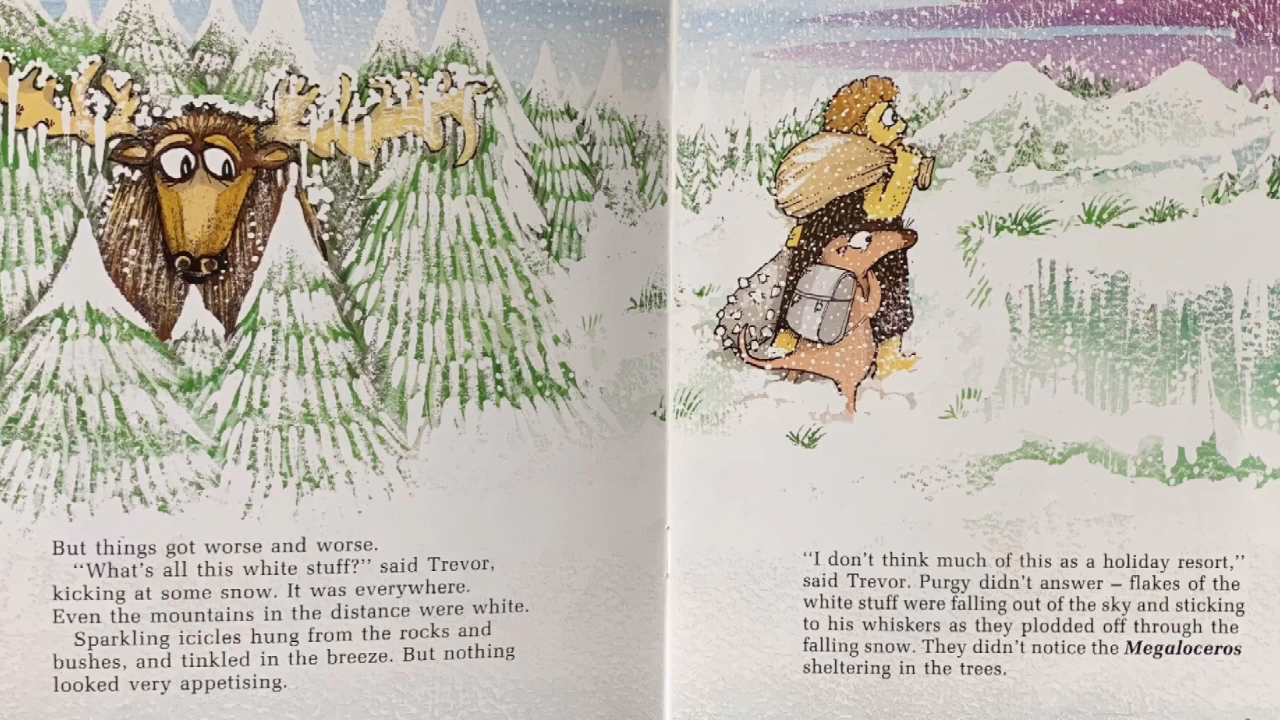 But things got worse and worse.
“What's all this white stuff?” said Trevor,
kicking at some snow. It was everywhere.
Even the mountains in the distance were white.
Sparkling icicles hung from the rocks and
bushes, and tinkled in the breeze. But nothing
looked very appetising.
“I don't think much of this as a holiday resort,”
said Trevor. Purgy didn't answer – flakes of the
white stuff were falling out of the sky and sticking
to his whiskers as they plodded off through the
falling snow. They didn't notice the Megaloceros
sheltering in the trees.